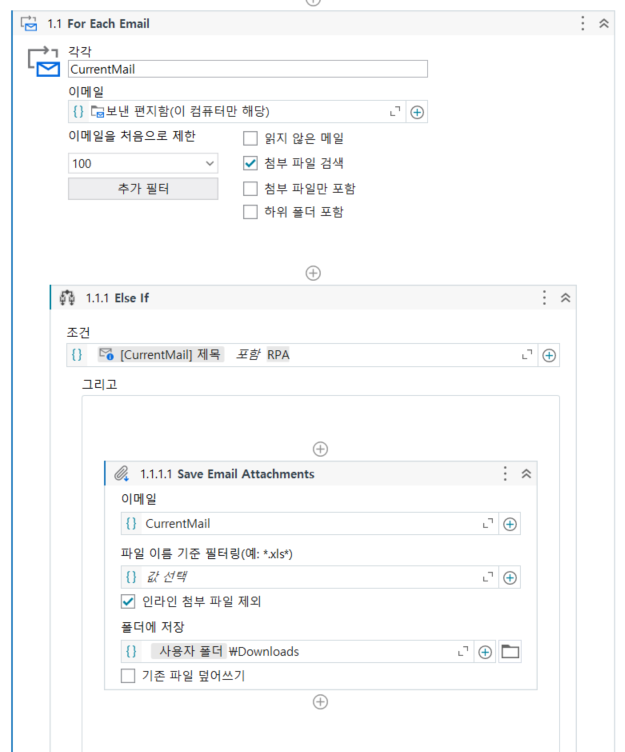 1.1 For Each Email
각각
CurrentMail
이메일
{} 보낸 편지함(이 컴퓨터만 해당)
이메일을 처음으로 제한
100
추가 필터
읽지 않은 메일
첨부 파일 검색
첨부 파일만 포함
하위 폴더 포함
1.1.1 Else If
조건
{} [CurrentMail] 제목 포함 RPA
그리고
1.1.1.1 Save Email Attachments
이메일
{} CurrentMail
파일 이름 기준 필터링(예: *.xls*)
{} 값 선택
인라인 첨부 파일 제외
폴더에 저장
{} 사용자 폴더 ₩Downloads
기존 파일 덮어쓰기